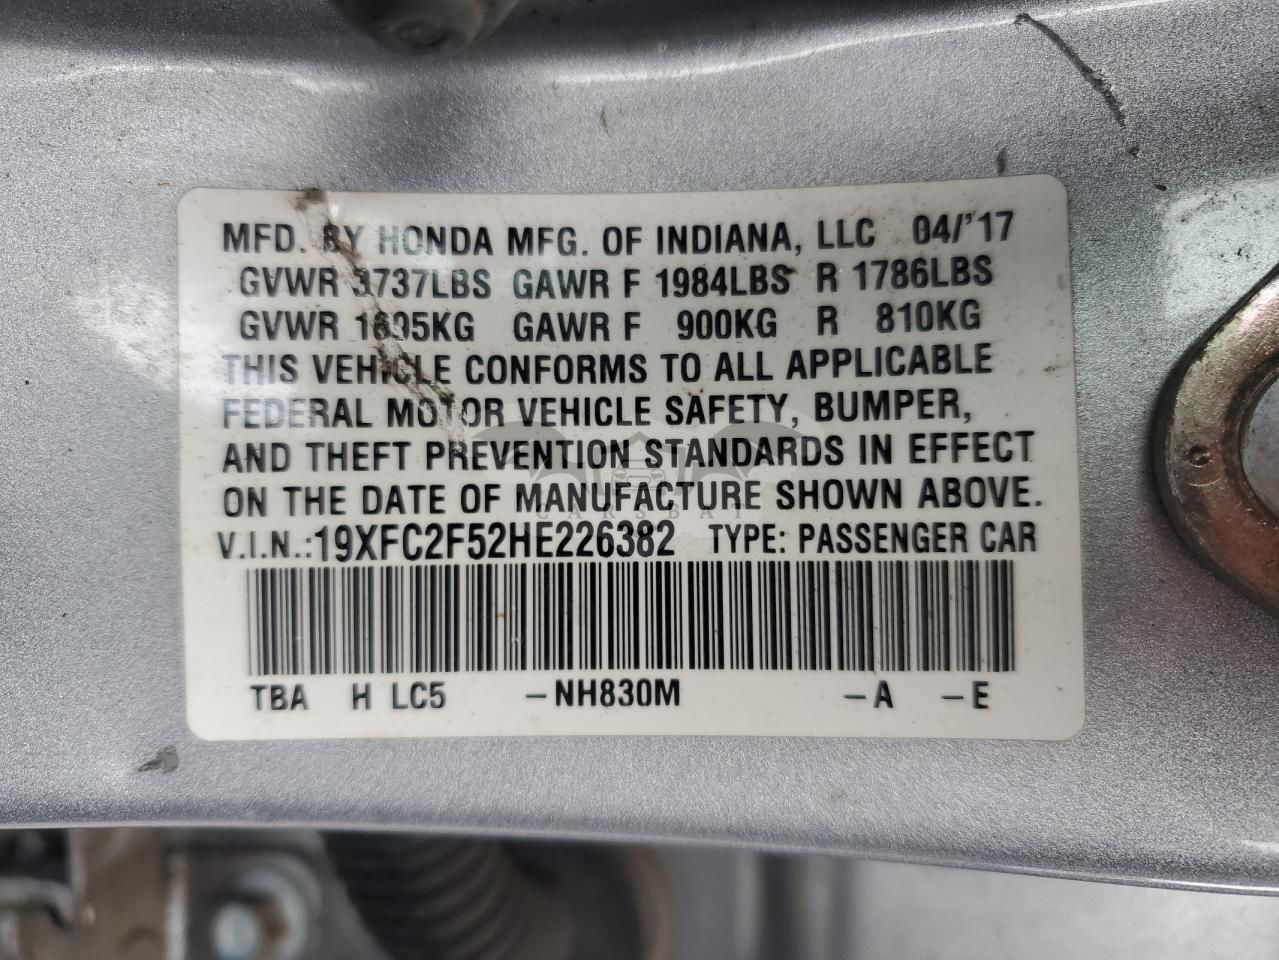 MFD. BY HONDA MFG. OF INDIANA, LLC 04/'17
GVWR 3737LBS GAWR F 1984LBS R 1786LBS
GVWR 1695KG GAWR F 900KG R 810KG
THIS VEHICLE CONFORMS TO ALL APPLICABLE
FEDERAL MOTOR VEHICLE SAFETY, BUMPER,
AND THEFT PREVENTION STANDARDS IN EFFECT
ON THE DATE OF MANUFACTURE SHOWN ABOVE.
CARSBAT
V.I.N.:19XFC2F52HE226382 TYPE: PASSENGER CAR
TBA H LC5 -NH830M -A -E